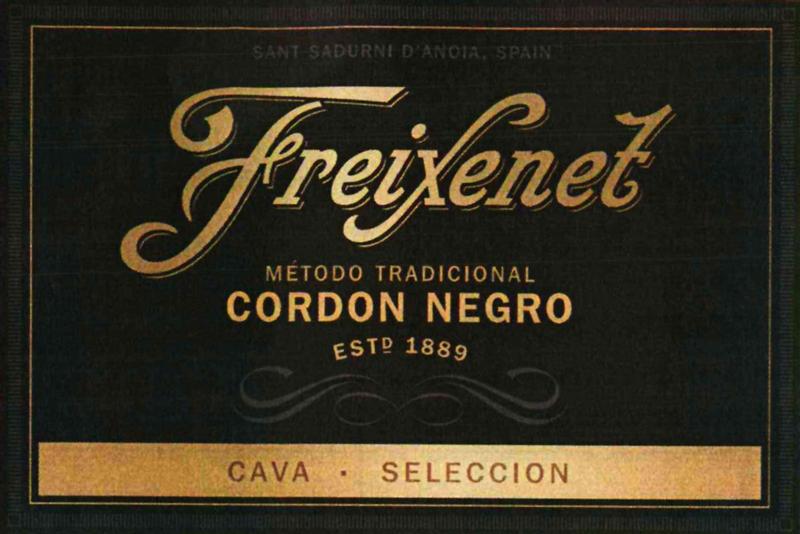 SANT SADURNI D'ANOIA, SPAIN
Freixenet
MÉTODO TRADICIONAL
CORDON NEGRO
ESTD 1889
CAVA · SELECCION